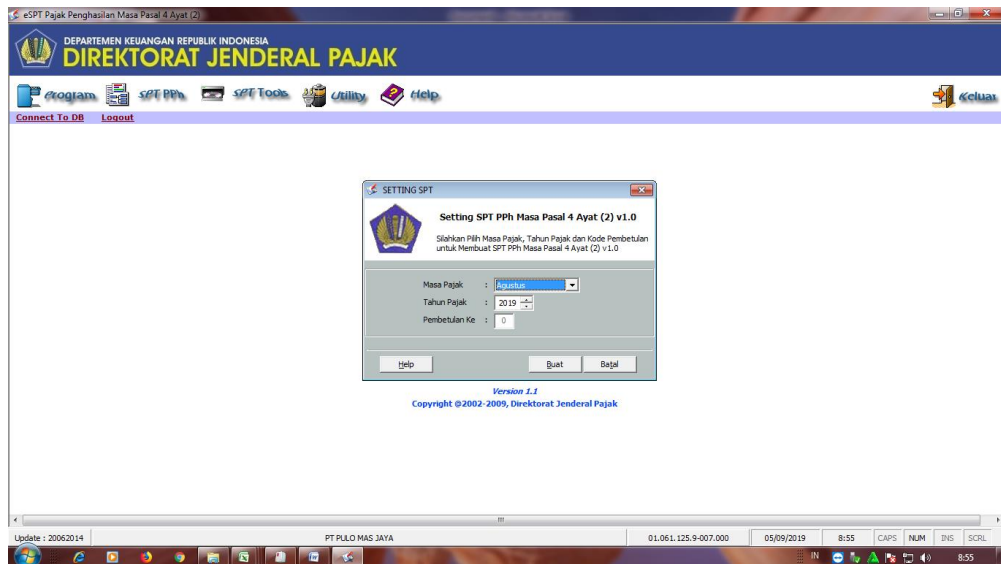 eSPT Pajak Penghasilan Masa Pasal 4 Ayat (2)
DEPARTEMEN KEUANGAN REPUBLIK INDONESIA
DIREKTORAT JENDERAL PAJAK
Program SPT PPh SPT Tools Utility Help Keluar
Connect To DB Logout
SETTING SPT
Setting SPT PPh Masa Pasal 4 Ayat (2) v1.0
Silahkan Pilih Masa Pajak, Tahun Pajak dan Kode Pembetulan
untuk Membuat SPT PPh Masa Pasal 4 Ayat (2) v1.0
Masa Pajak : Agustus
Tahun Pajak : 2019
Pembetulan Ke : 0
Help Buat Batal
Version 1.1
Copyright @2002-2009, Direktorat Jenderal Pajak
Update : 20062014 PT PULO MAS JAYA 01.061.125.9-007.000 05/09/2019 8:55 CAPS NUM INS SCRL
IN 8:55